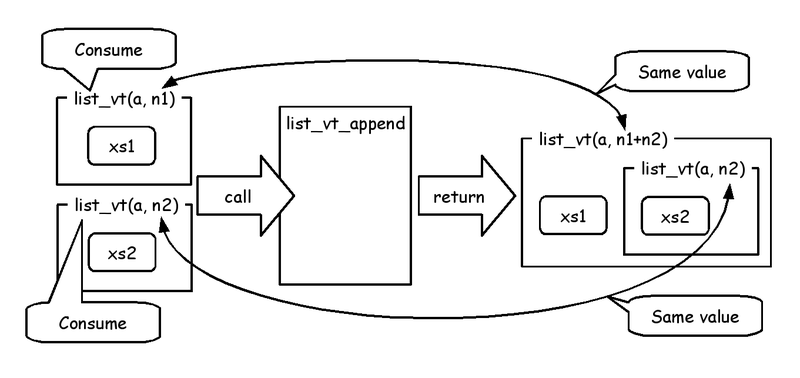 Consume
list_vt(a, n1)
xs1
list_vt(a, n2)
xs2
Consume
call
list_vt_append
return
Same value
list_vt(a, n1+n2)
list_vt(a, n2)
xs1
xs2
Same value